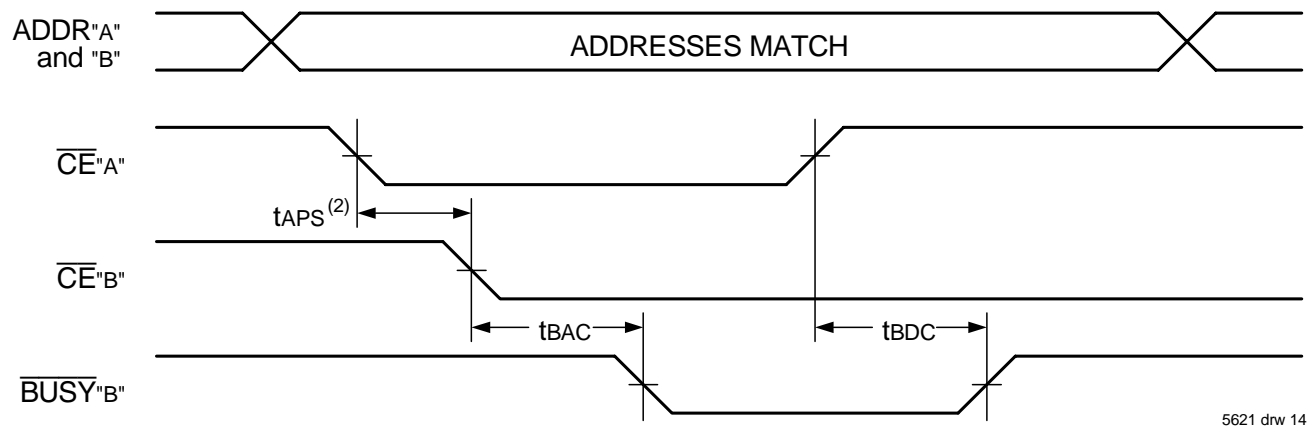 ADDR"A"
and "B"
ADDRESSES MATCH
CE"A"
tAPS(2)
CE"B"
tBAC
tBDC
BUSY"B"
5621 drw 14